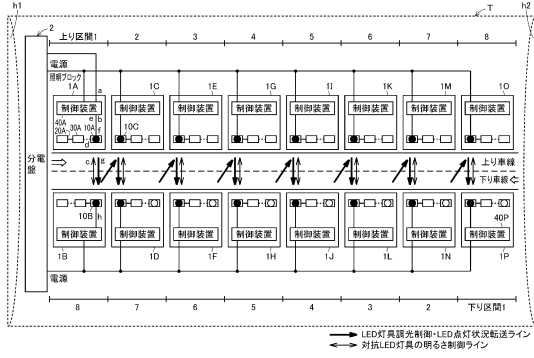 h1
T
h2
2
上り区間1 2 3 4 5 6 7 8
電源
照明ブロック
1A 1C 1E 1G 1I 1K 1M 1O
a
制御装置 制御装置 制御装置 制御装置 制御装置 制御装置 制御装置 制御装置
40A e b
20A 30A 10A f 10C
d
分電盤
c g
上り車線
下り車線
10B h
40P
制御装置 制御装置 制御装置 制御装置 制御装置 制御装置 制御装置 制御装置
1B 1D 1F 1H 1J 1L 1N 1P
電源
8 7 6 5 4 3 2 下り区間1
LED灯具調光制御・LED点灯状況転送ライン
対抗LED灯具の明るさ制御ライン